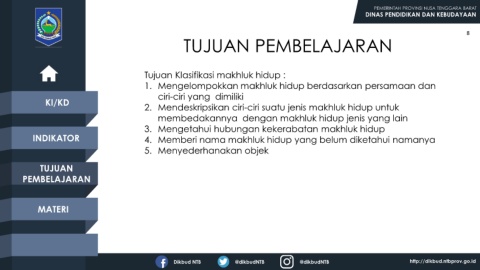 PEMERINTAH PROVINSI NUSA TENGGARA BARAT
DINAS PENDIDIKAN DAN KEBUDAYAAN
8
TUJUAN PEMBELAJARAN
Tujuan Klasifikasi makhluk hidup :
1. Mengelompokkan makhluk hidup berdasarkan persamaan dan
ciri-ciri yang dimiliki
2. Mendeskripsikan ciri-ciri suatu jenis makhluk hidup untuk
membedakannya dengan makhluk hidup jenis yang lain
3. Mengetahui hubungan kekerabatan makhluk hidup
4. Memberi nama makhluk hidup yang belum diketahui namanya
5. Menyederhanakan objek
KI/KD
INDIKATOR
TUJUAN
PEMBELAJARAN
MATERI
Dikbud NTB
@dikbudNTB
@dikbudNTB
http://dikbud.ntbprov.go.id